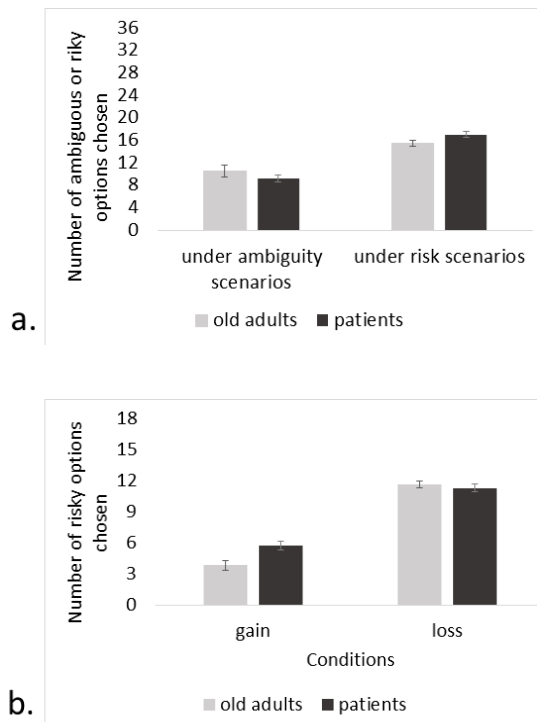 Number of ambiguous or riky
options chosen
36
32
28
24
20
16
12
8
4
0
under ambiguity
scenarios
under risk scenarios
old adults
patients
a.
Number of risky options
chosen
18
15
12
9
6
3
0
gain
loss
Conditions
old adults
patients
b.